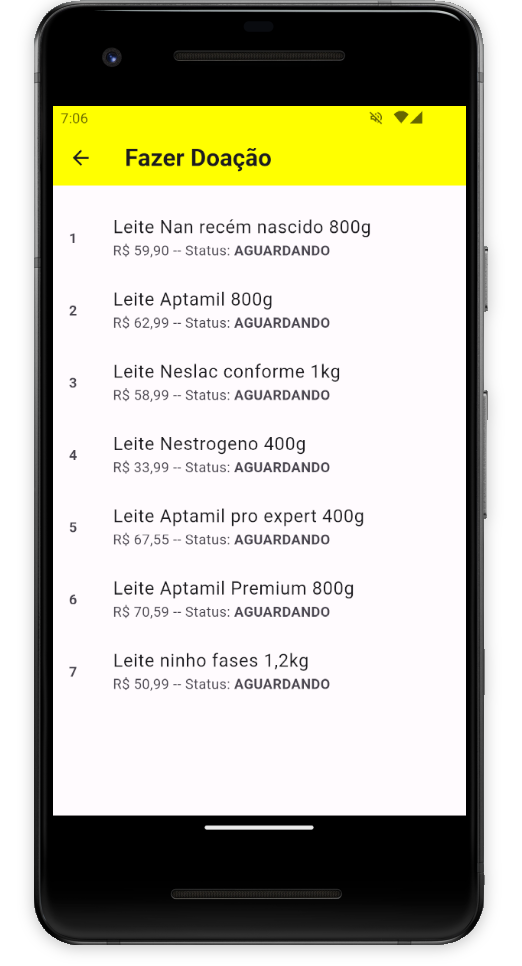 7:06
Fazer Doação
1
Leite Nan recém nascido 800g
R$ 59,90 -- Status: AGUARDANDO
2
Leite Aptamil 800g
R$ 62,99 -- Status: AGUARDANDO
3
Leite Neslac conforme 1kg
R$ 58,99 -- Status: AGUARDANDO
4
Leite Nestrogeno 400g
R$ 33,99 -- Status: AGUARDANDO
5
Leite Aptamil pro expert 400g
R$ 67,55 -- Status: AGUARDANDO
6
Leite Aptamil Premium 800g
R$ 70,59 -- Status: AGUARDANDO
7
Leite ninho fases 1,2kg
R$ 50,99 -- Status: AGUARDANDO